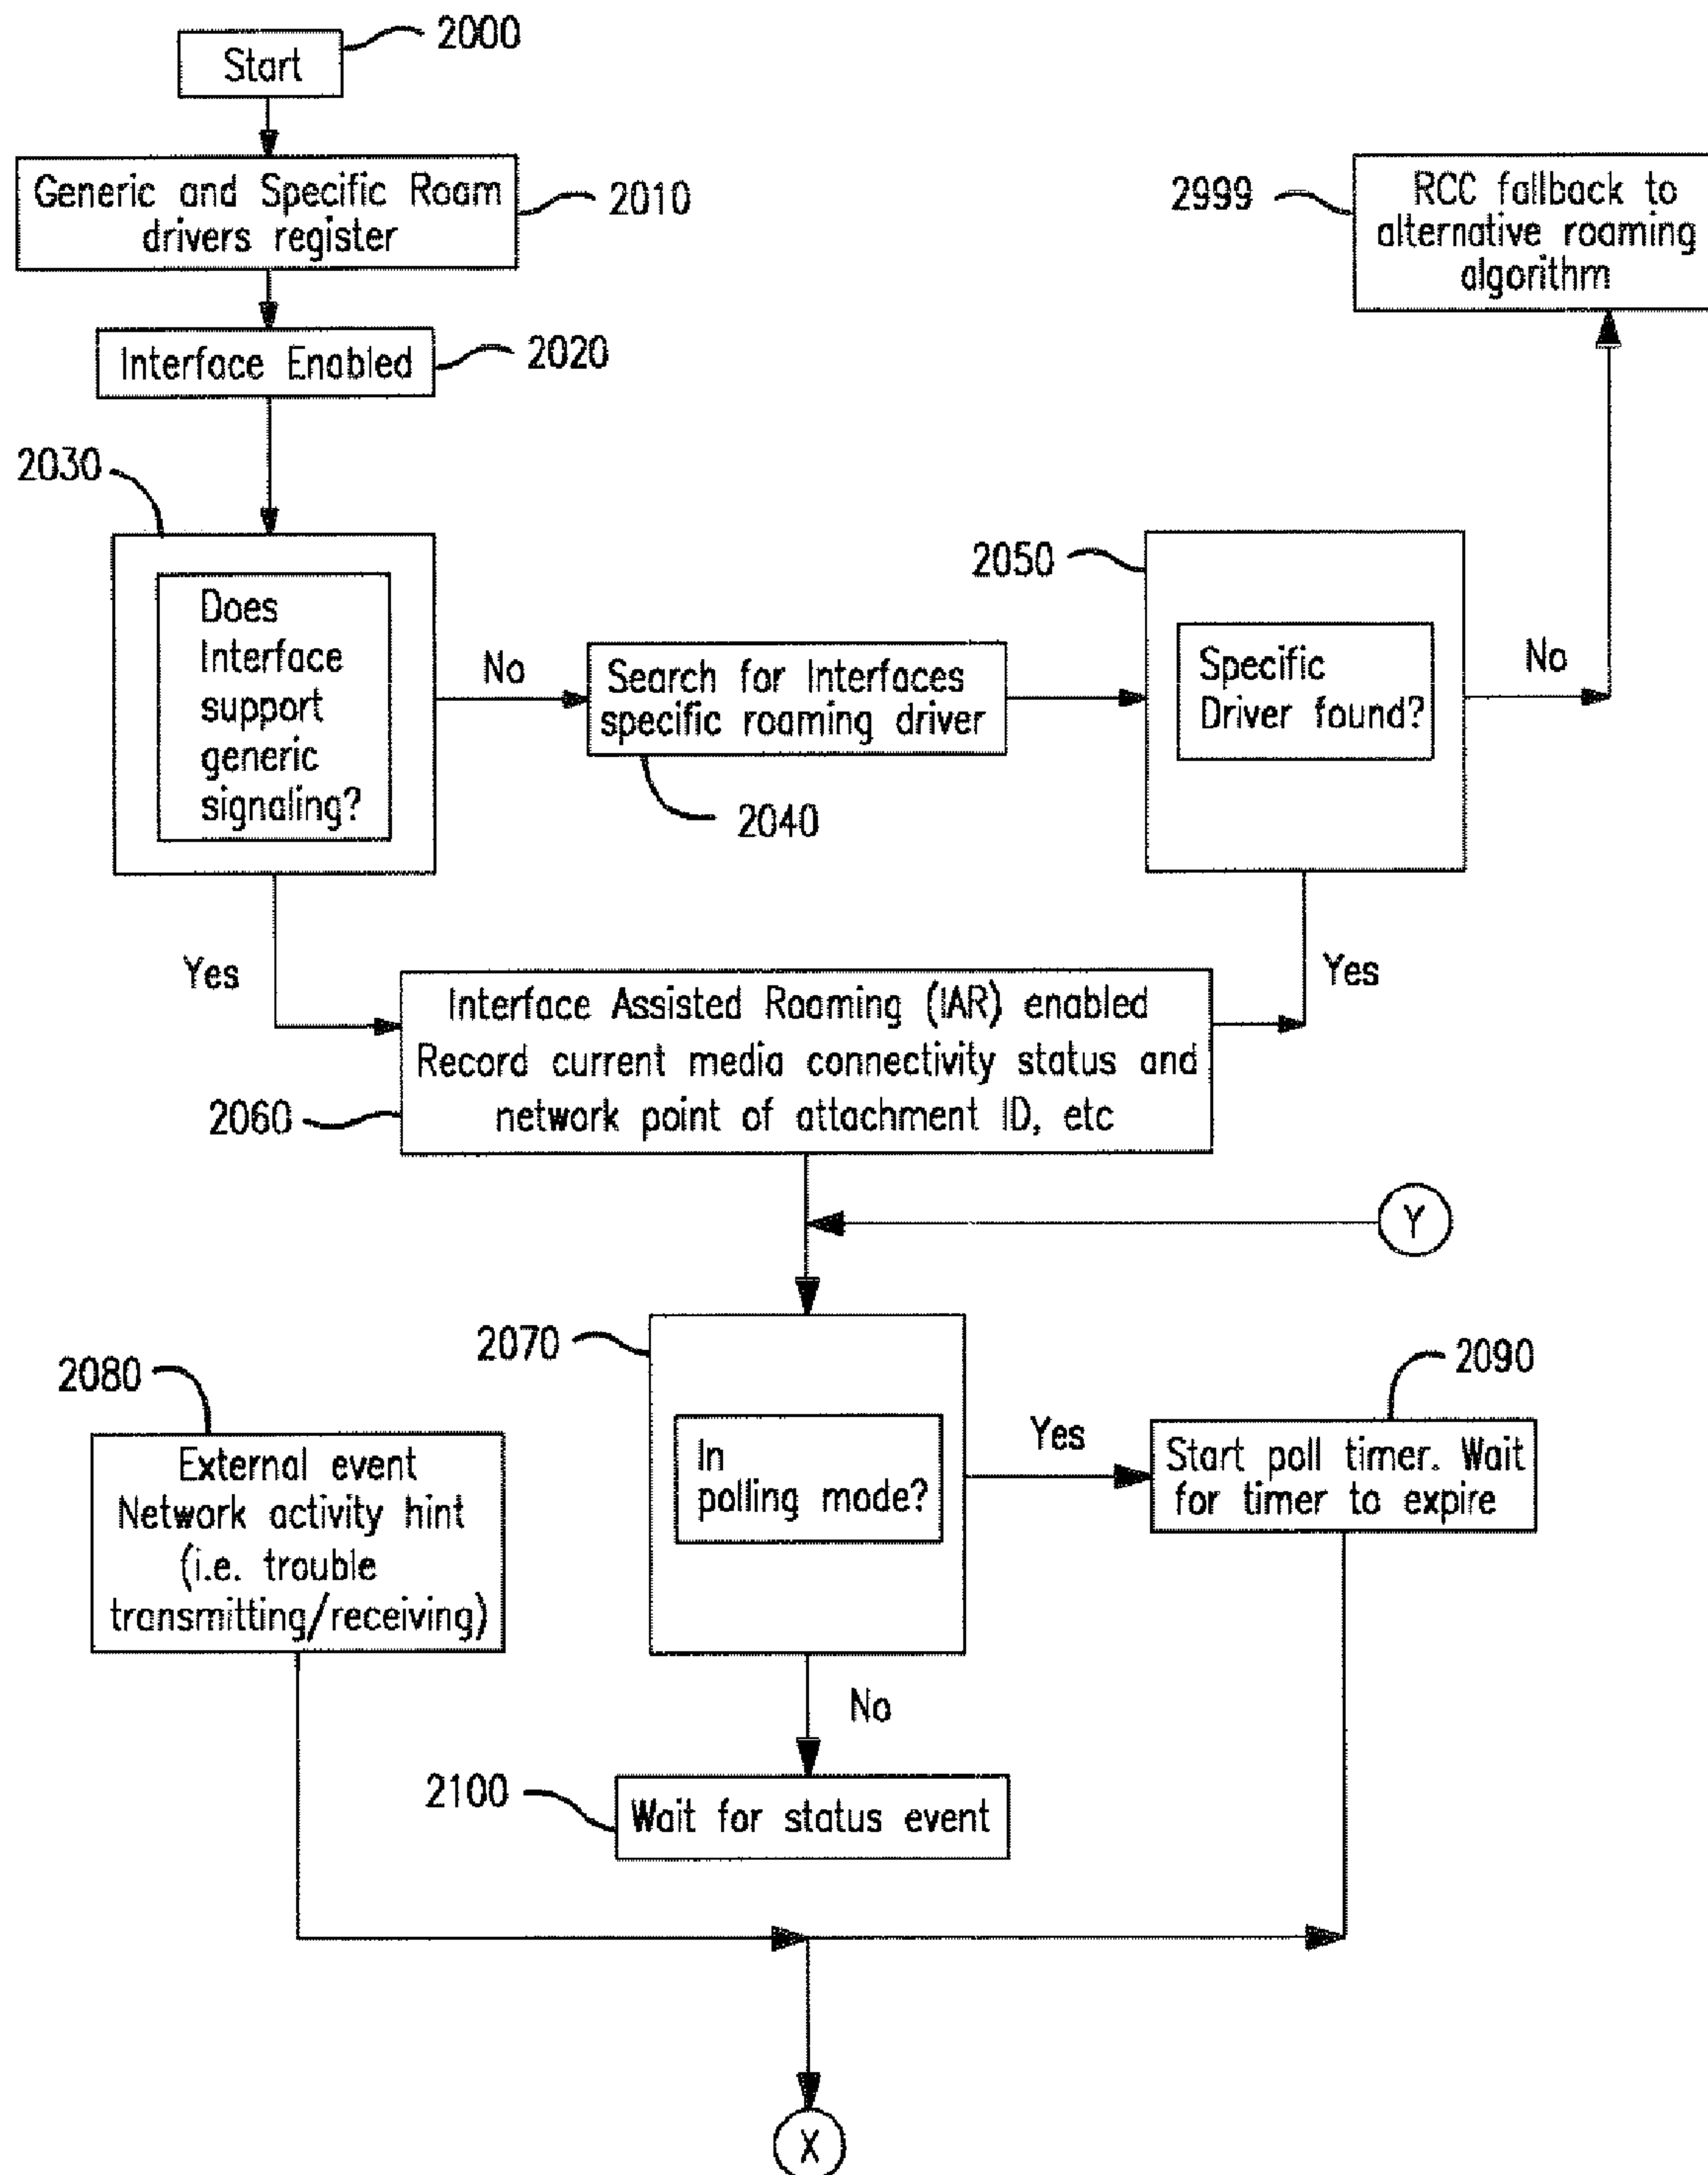 Start
2000
Generic and Specific Roam
drivers register
2010
Interface Enabled
2020
2999
RCC fallback to
alternative roaming
algorithm
2030
Does
Interface
support
generic
signaling?
No
Search for Interfaces
specific roaming driver
2040
2050
Specific
Driver found?
No
Yes
Yes
Interface Assisted Roaming (IAR) enabled
Record current media connectivity status and
network point of attachment ID, etc
2060
Y
2070
In
polling mode?
Yes
2090
Start poll timer. Wait
for timer to expire
2080
External event
Network activity hint
(i.e. trouble
transmitting/receiving)
No
2100
Wait for status event
X